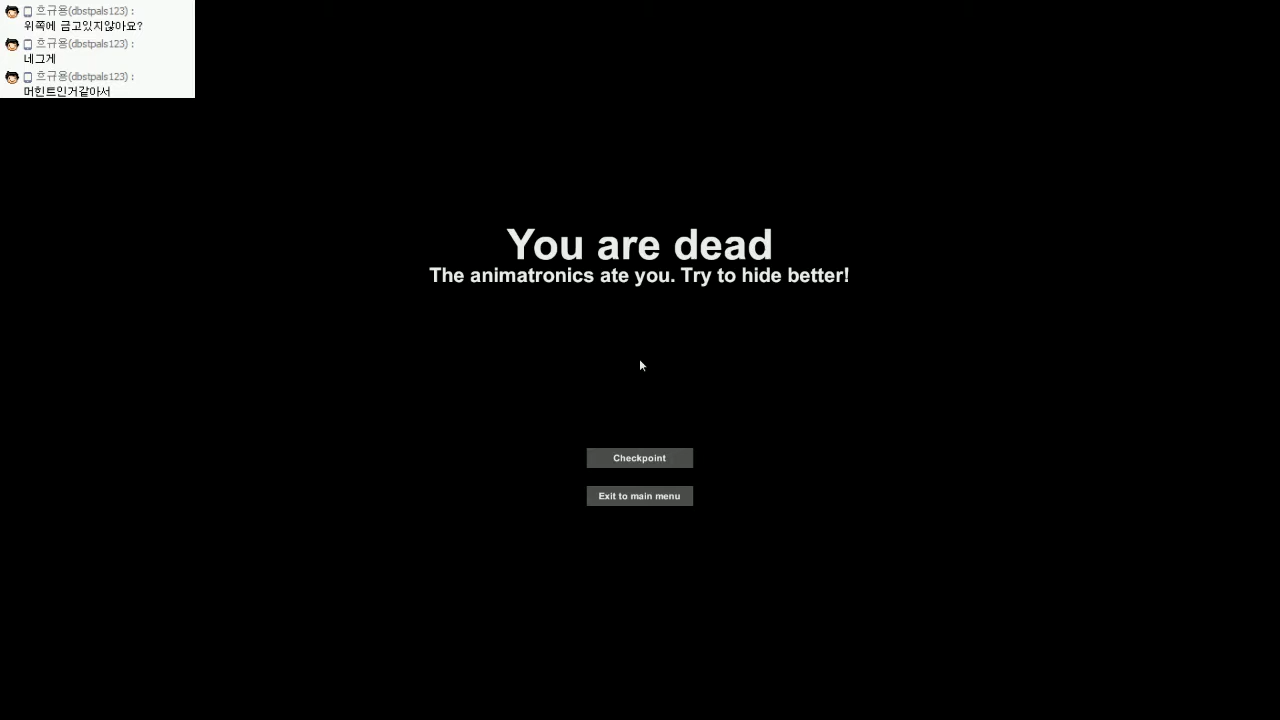 흐규용(dbstpals123) :
위쪽에 금고있지않아요?
흐규용(dbstpals123) :
네그게
흐규용(dbstpals123) :
머힌트인거같아서
You are dead
The animatronics ate you. Try to hide better!
Checkpoint
Exit to main menu